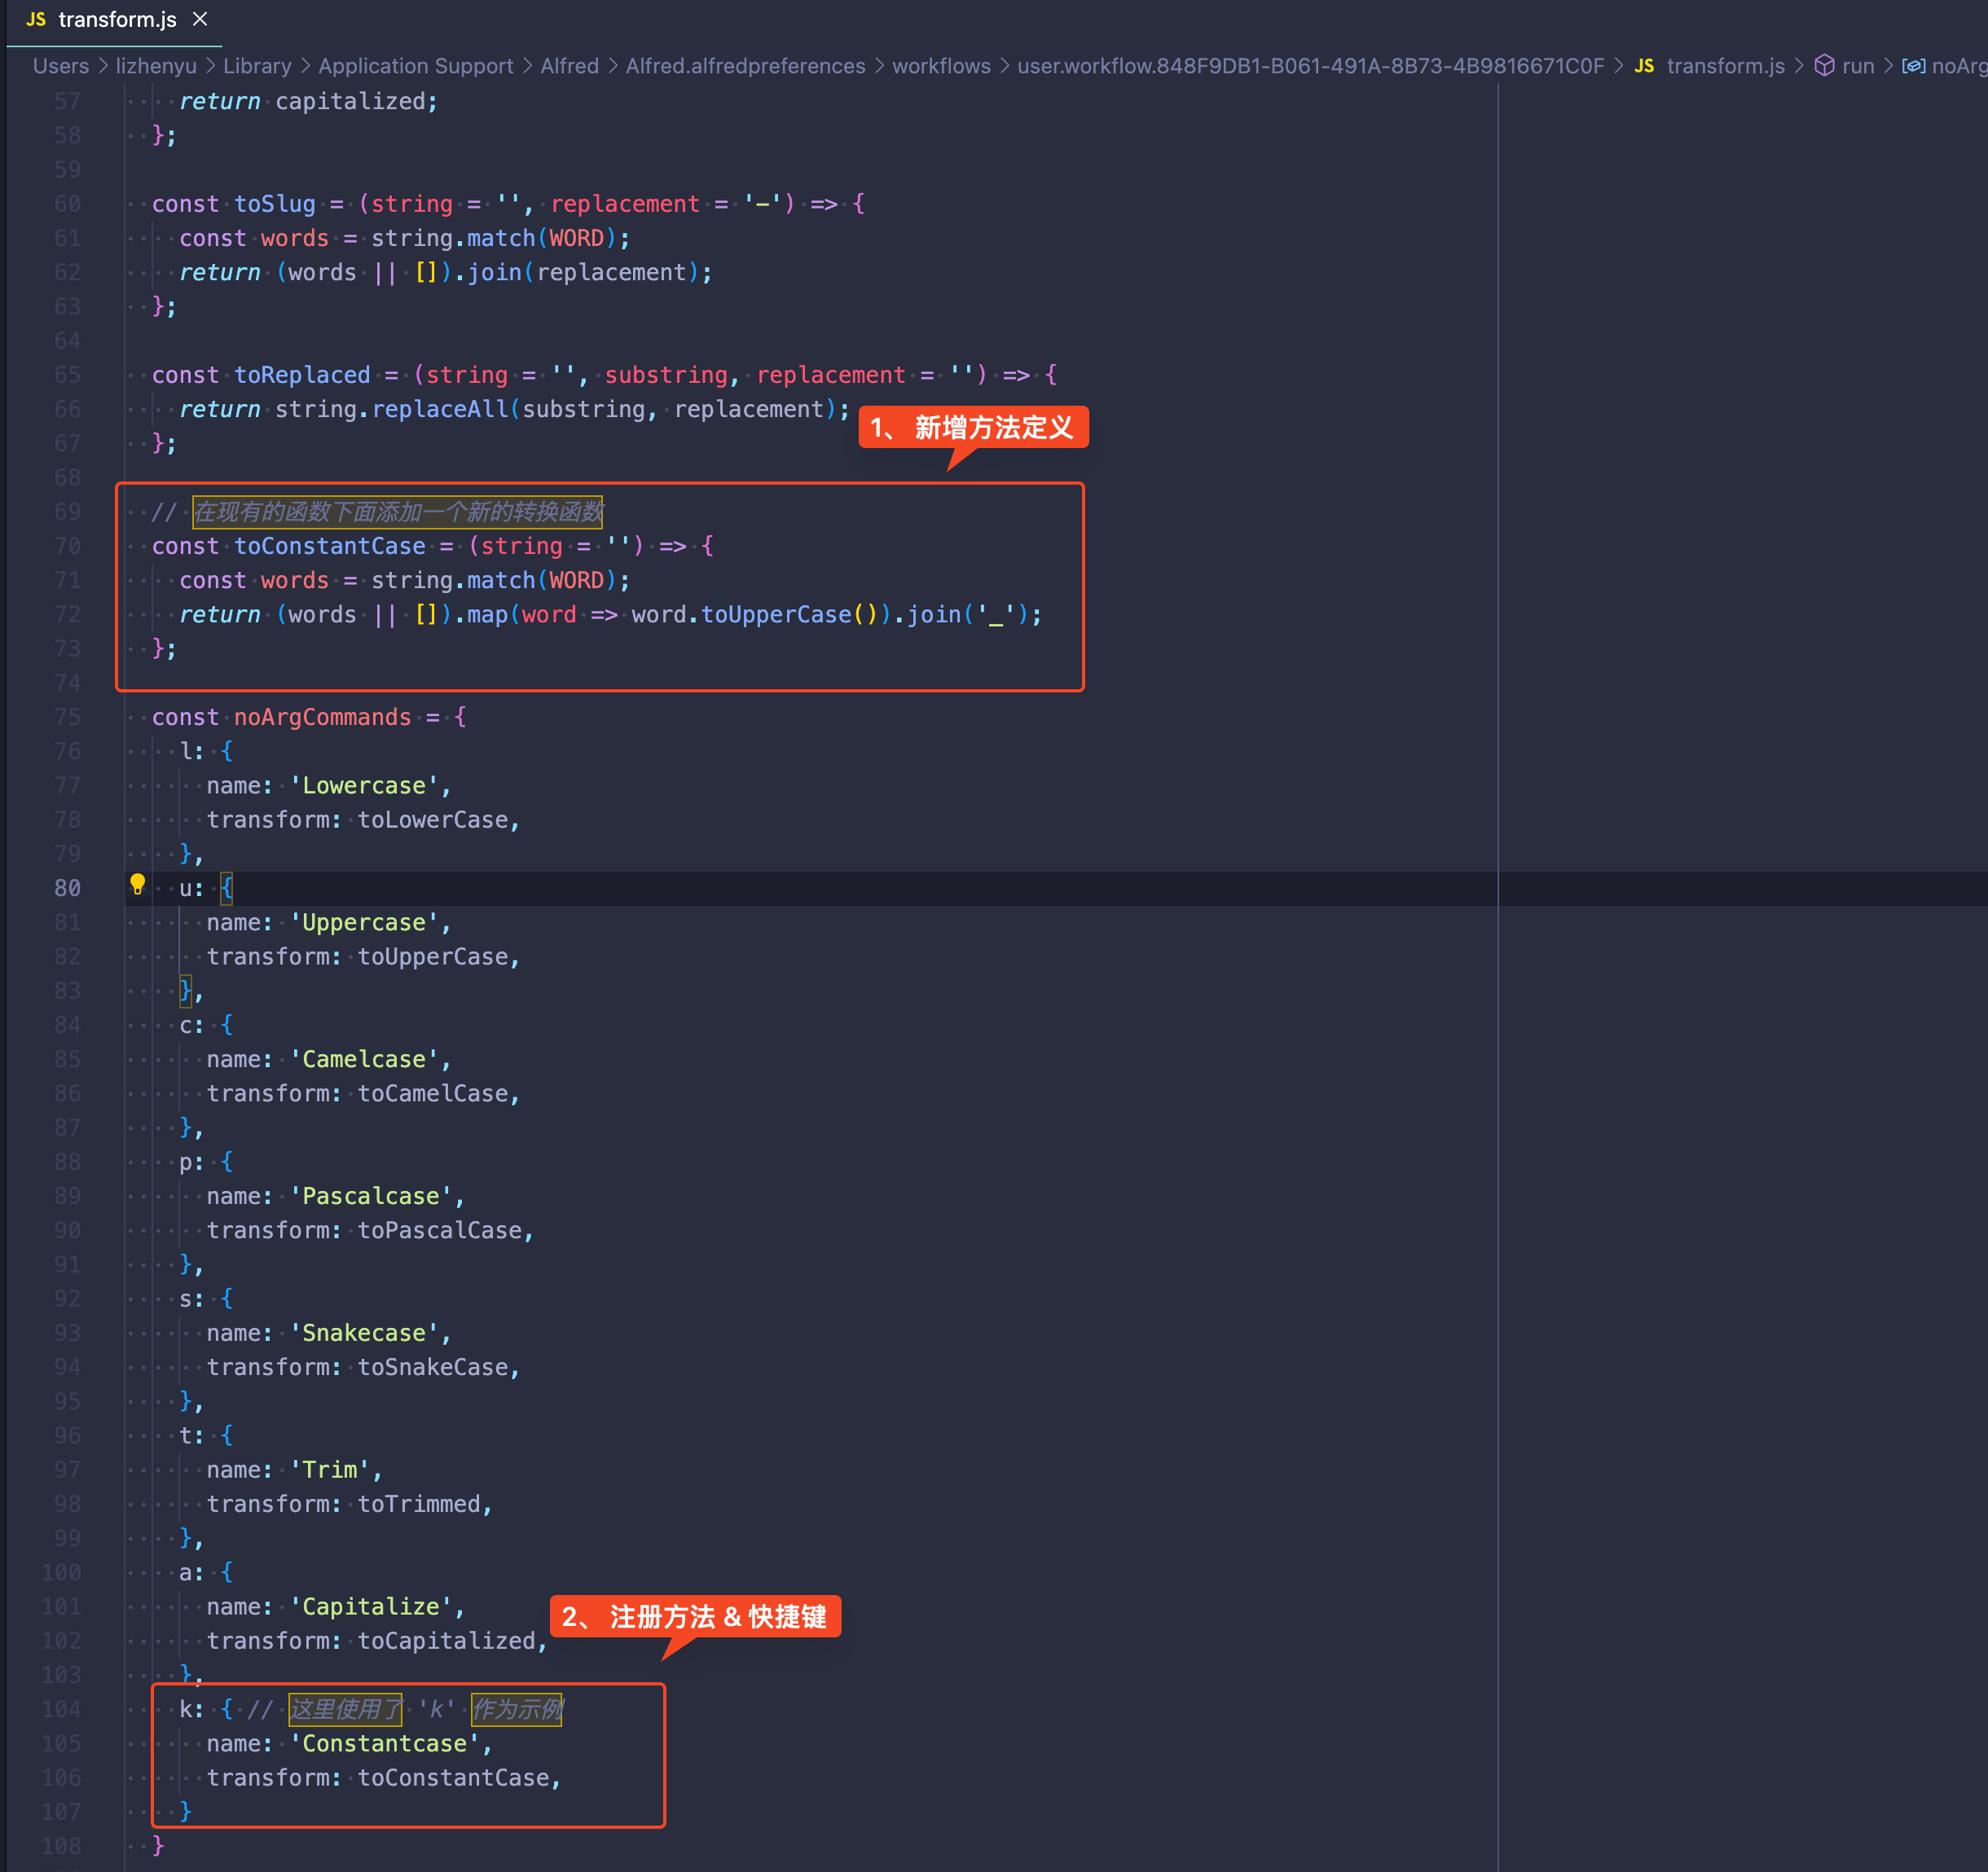 JS transform.js ×
Users > lizhenyu > Library > Application Support > Alfred > Alfred.alfredpreferences > workflows > user.workflow.848F9DB1-B061-491A-8B73-4B9816671C0F > JS transform.js > run > noArg
57 return capitalized;
58 };
59
60 const toSlug = (string = '', replacement = '-') => {
61 const words = string.match(WORD);
62 return (words || []).join(replacement);
63 };
64
65 const toReplaced = (string = '', substring, replacement = '') => {
66 return string.replaceAll(substring, replacement);
1、 新增方法定义
67 };
68
69 // 在现有的函数下面添加一个新的转换函数
70 const toConstantCase = (string = '') => {
71 const words = string.match(WORD);
72 return (words || []).map(word => word.toUpperCase()).join('_');
73 };
74
75 const noArgCommands = {
76 l: {
77 name: 'Lowercase',
78 transform: toLowerCase,
79 },
80 u: {
81 name: 'Uppercase',
82 transform: toUpperCase,
83 },
84 c: {
85 name: 'Camelcase',
86 transform: toCamelCase,
87 },
88 p: {
89 name: 'Pascalcase',
90 transform: toPascalCase,
91 },
92 s: {
93 name: 'Snakecase',
94 transform: toSnakeCase,
95 },
96 t: {
97 name: 'Trim',
98 transform: toTrimmed,
99 },
100 a: {
101 name: 'Capitalize',
2、 注册方法 & 快捷键
102 transform: toCapitalized,
103 },
104 k: { // 这里使用了 'k' 作为示例
105 name: 'Constantcase',
106 transform: toConstantCase,
107 }
108 }